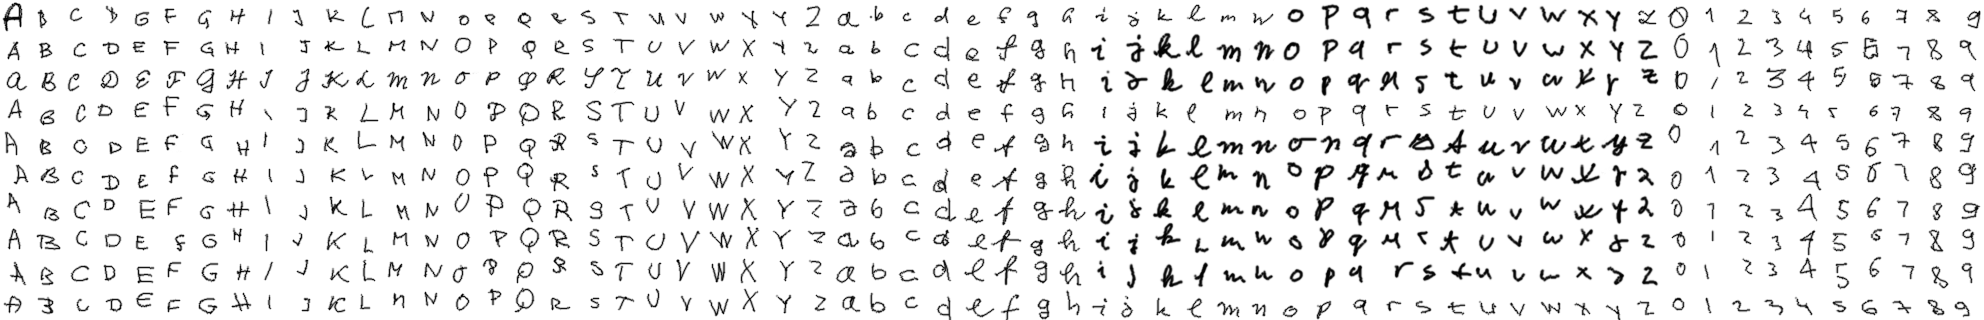 A B C D G F G H I J K L M N O P Q R S T U V W X Y Z a b c d e f g h i j k l m n o p q r s t u v w x y z 0 1 2 3 4 5 6 7 8 9
A B C D E F G H I J K L M N O P Q R S T U V W X Y Z a b c d e f g h i j k l m n o p q r s t u v w x y z 0 1 2 3 4 5 6 7 8 9
a B C D E F g H I J K L m n o P Q R S T U V W X Y Z a b c d e f g h i j k l m n o p q r s t u v w x y z 0 1 2 3 4 5 6 7 8 9
A B C D E F G H I J K L M N O P Q R S T U V W X Y Z a b c d e f g h i j k l m n o p q r s t u v w x y z 0 1 2 3 4 5 6 7 8 9
A B C D E F G H I J K L M N O P Q R S T U V W X Y Z a b c d e f g h i j k l m n o n q r s t u v w x y z 0 1 2 3 4 5 6 7 8 9
A B C D E F G H I J K L M N O P Q R S T U V W X Y Z a b c d e f g h i j k l m n o p q r s t u v w x y z 0 1 2 3 4 5 6 7 8 9
A B C D E F G H I J K L M N O P Q R S T U V W X Y Z a b c d e f g h i j k l m n o p q r s t u v w x y z 0 1 2 3 4 5 6 7 8 9
A B C D E F G H I J K L M N O P Q R S T U V W X Y Z a b c d e f g h i j k l m n o p q r s t u v w x y z 0 1 2 3 4 5 6 7 8 9
A B C D E F G H I J K L M N O P Q R S T U V W X Y Z a b c d e f g h i j k l m n o p q r s t u v w x y z 0 1 2 3 4 5 6 7 8 9
A B C D E F G H I J K L M N O P Q R S T U V W X Y Z a b c d e f g h i j k l m n o p q r s t u v w x y z 0 1 2 3 4 5 6 7 8 9